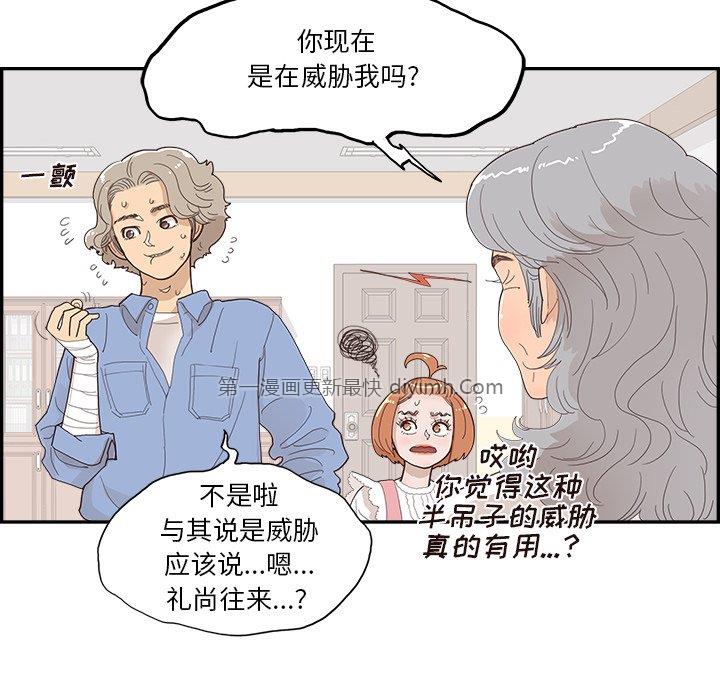 你现在
是在威胁我吗?
一颤
第一漫画更新最快 diyimh.Com
哎哟
你觉得这种
半吊子的威胁
真的有用...?
不是啦
与其说是威胁
应该说...嗯...
礼尚往来...?